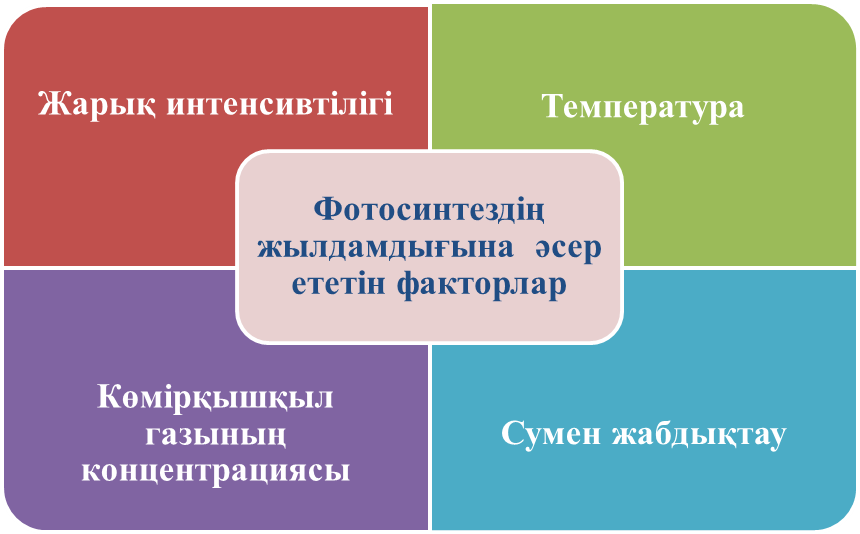 Жарық интенсивтілігі
Температура
Фотосинтездің
жылдамдығына әсер
ететін факторлар
Көмірқышқыл
газының
концентрациясы
Сумен жабдықтау